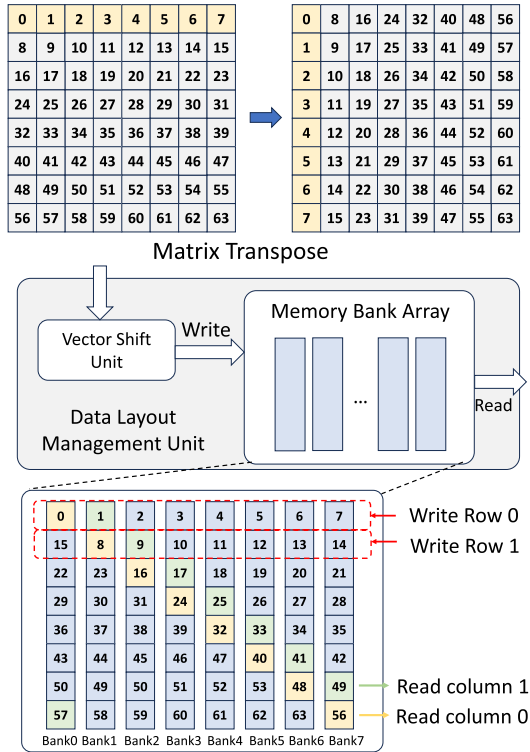 0 1 2 3 4 5 6 7
8 9 10 11 12 13 14 15
16 17 18 19 20 21 22 23
24 25 26 27 28 29 30 31
32 33 34 35 36 37 38 39
40 41 42 43 44 45 46 47
48 49 50 51 52 53 54 55
56 57 58 59 60 61 62 63
0 8 16 24 32 40 48 56
1 9 17 25 33 41 49 57
2 10 18 26 34 42 50 58
3 11 19 27 35 43 51 59
4 12 20 28 36 44 52 60
5 13 21 29 37 45 53 61
6 14 22 30 38 46 54 62
7 15 23 31 39 47 55 63
Matrix Transpose
Vector Shift
Unit
Write
Memory Bank Array
...
Read
Data Layout
Management Unit
0 1 2 3 4 5 6 7
Write Row 0
15 8 9 10 11 12 13 14
Write Row 1
22 23 16 17 18 19 20 21
29 30 31 24 25 26 27 28
36 37 38 39 32 33 34 35
43 44 45 46 47 40 41 42
50 49 50 51 52 53 48 49
Read column 1
57 58 59 60 61 62 63 56
Read column 0
Bank0 Bank1 Bank2 Bank3 Bank4 Bank5 Bank6 Bank7